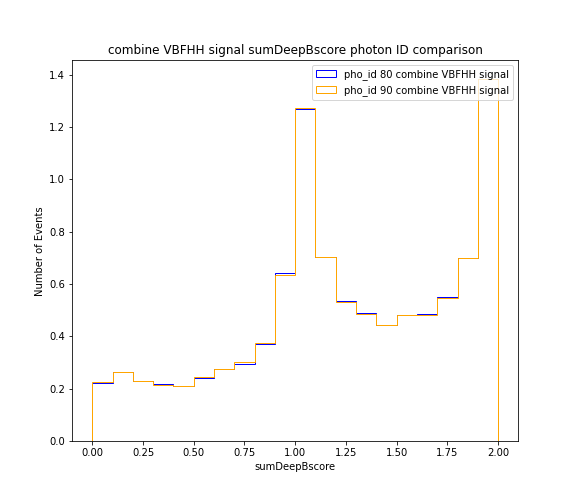 combine VBFHH signal sumDeepBscore photon ID comparison
pho_id 80 combine VBFHH signal
pho_id 90 combine VBFHH signal
Number of Events
1.4
1.2
1.0
0.8
0.6
0.4
0.2
0.0
0.00 0.25 0.50 0.75 1.00 1.25 1.50 1.75 2.00
sumDeepBscore